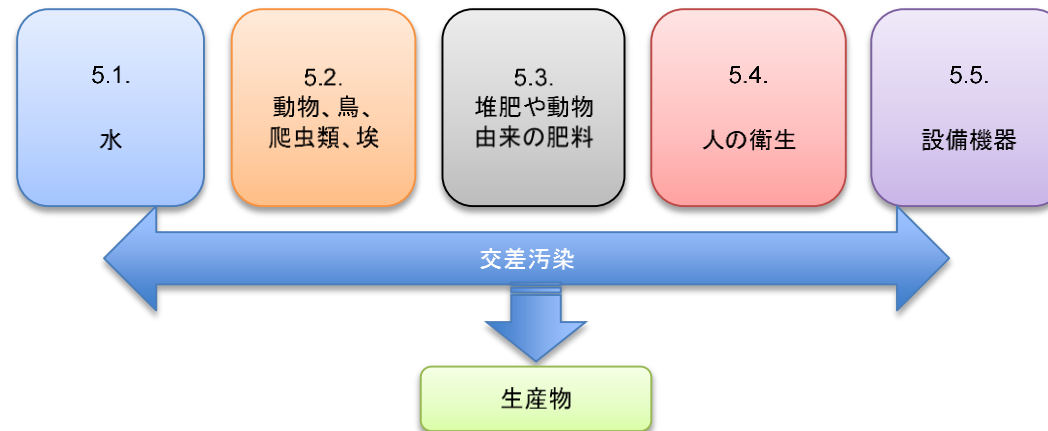 5.1.
水
5.2.
動物、鳥、
爬虫類、埃
5.3.
堆肥や動物
由来の肥料
5.4.
人の衛生
5.5.
設備機器
交差汚染
生産物